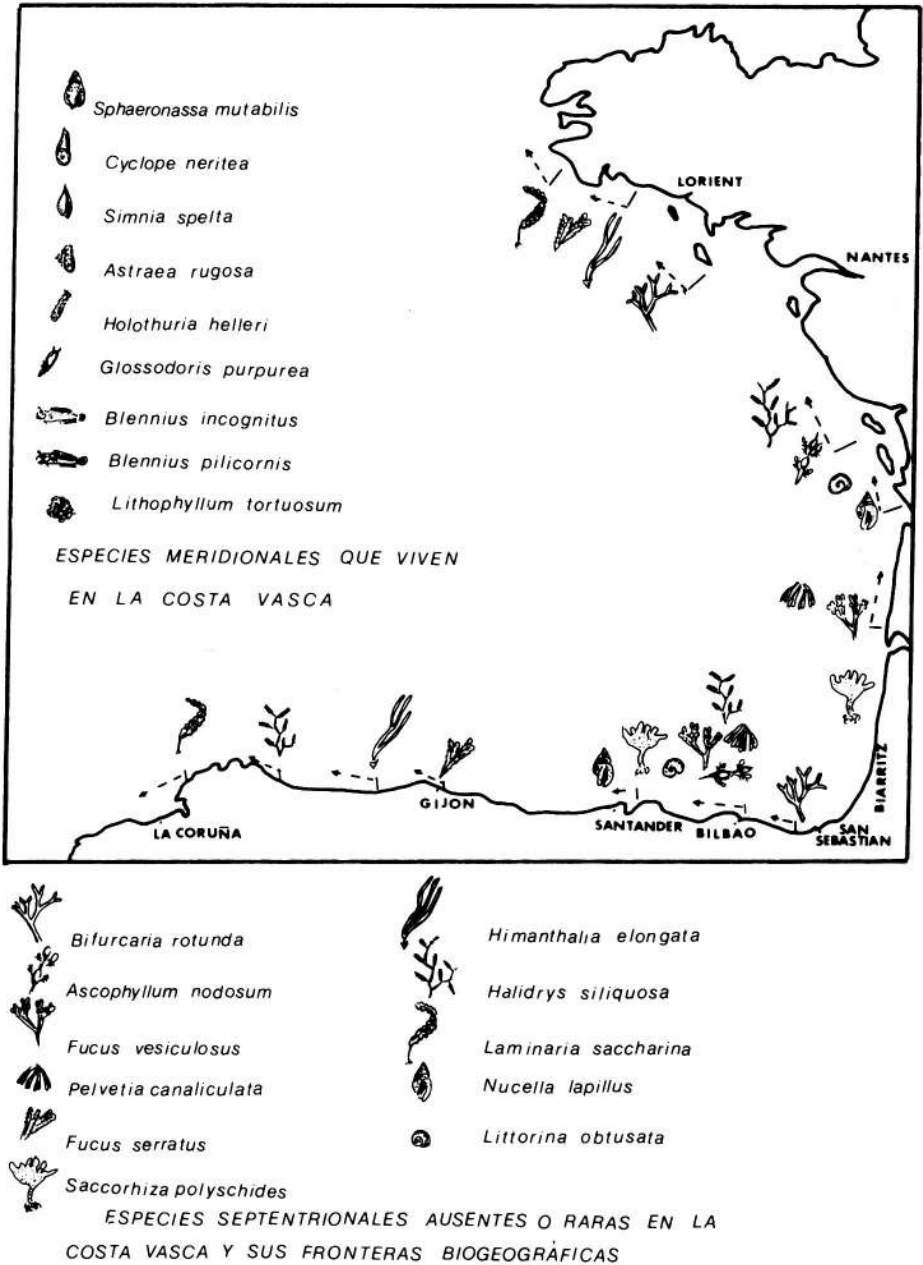 Sphaeronassa mutabilis
Cyclope neritea
Simnia spelta
Astraea rugosa
Holothuria helleri
Glossodoris purpurea
Blennius incognitus
Blennius pilicornis
Lithophyllum tortuosum
ESPECIES MERIDIONALES QUE VIVEN
EN LA COSTA VASCA
LORIENT
NANTES
BIARRITZ
SAN
SEBASTIAN
BILBAO
SANTANDER
GIJON
LA CORUÑA
Bifurcaria rotunda
Ascophyllum nodosum
Fucus vesiculosus
Pelvetia canaliculata
Fucus serratus
Saccorhiza polyschides
Himanthalia elongata
Halidrys siliquosa
Laminaria saccharina
Nucella lapillus
Littorina obtusata
ESPECIES SEPTENTRIONALES AUSENTES O RARAS EN LA
COSTA VASCA Y SUS FRONTERAS BIOGEOGRÁFICAS